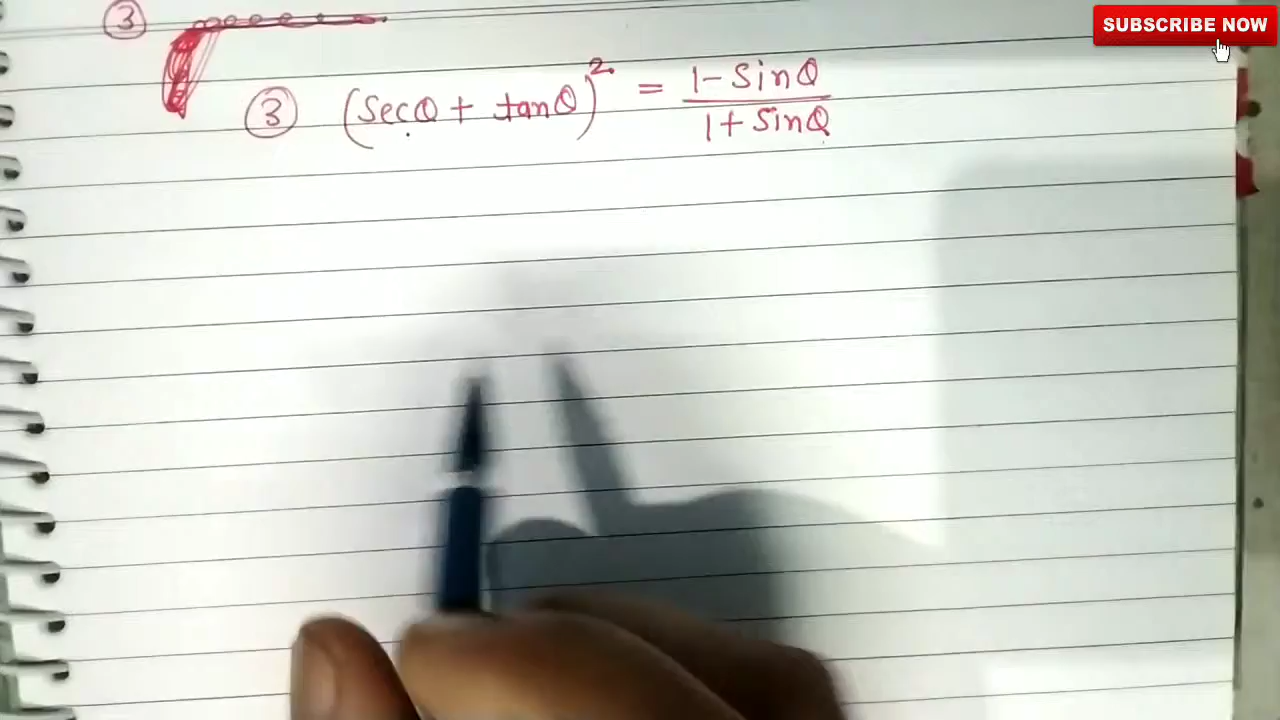 SUBSCRIBE NOW
③
③ (secθ + tanθ)² = (1 - sinθ)/(1 + sinθ)